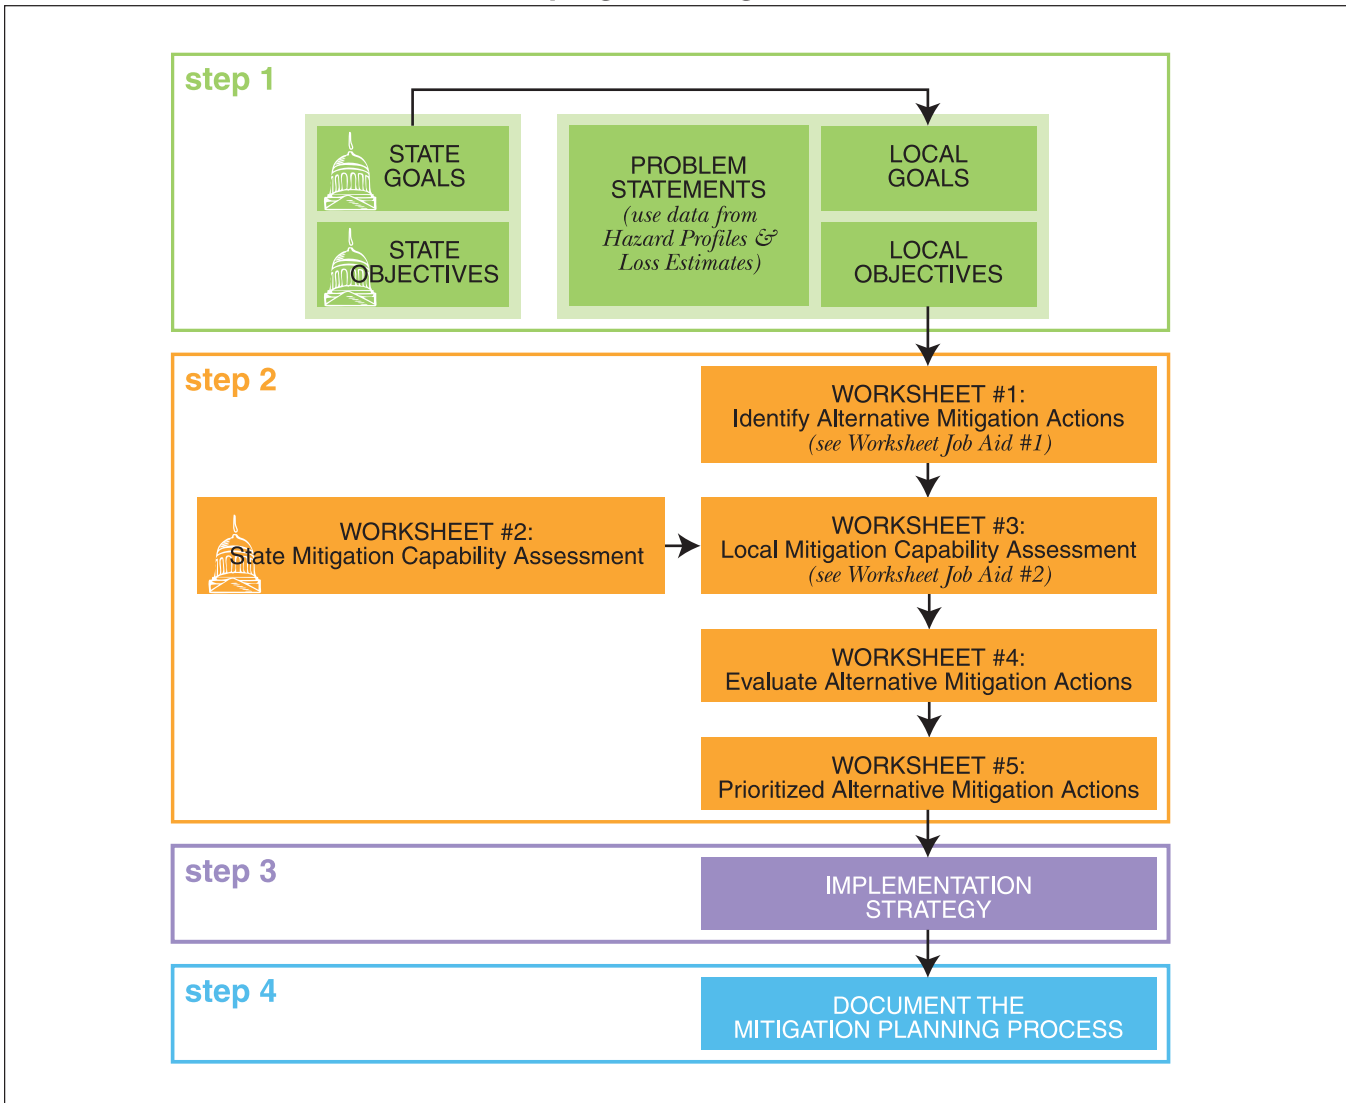 step 1
STATE
GOALS
STATE
OBJECTIVES
PROBLEM
STATEMENTS
(use data from
Hazard Profiles &
Loss Estimates)
LOCAL
GOALS
LOCAL
OBJECTIVES
step 2
WORKSHEET #1:
Identify Alternative Mitigation Actions
(see Worksheet Job Aid #1)
WORKSHEET #2:
State Mitigation Capability Assessment
WORKSHEET #3:
Local Mitigation Capability Assessment
(see Worksheet Job Aid #2)
WORKSHEET #4:
Evaluate Alternative Mitigation Actions
WORKSHEET #5:
Prioritized Alternative Mitigation Actions
step 3
IMPLEMENTATION
STRATEGY
step 4
DOCUMENT THE
MITIGATION PLANNING PROCESS